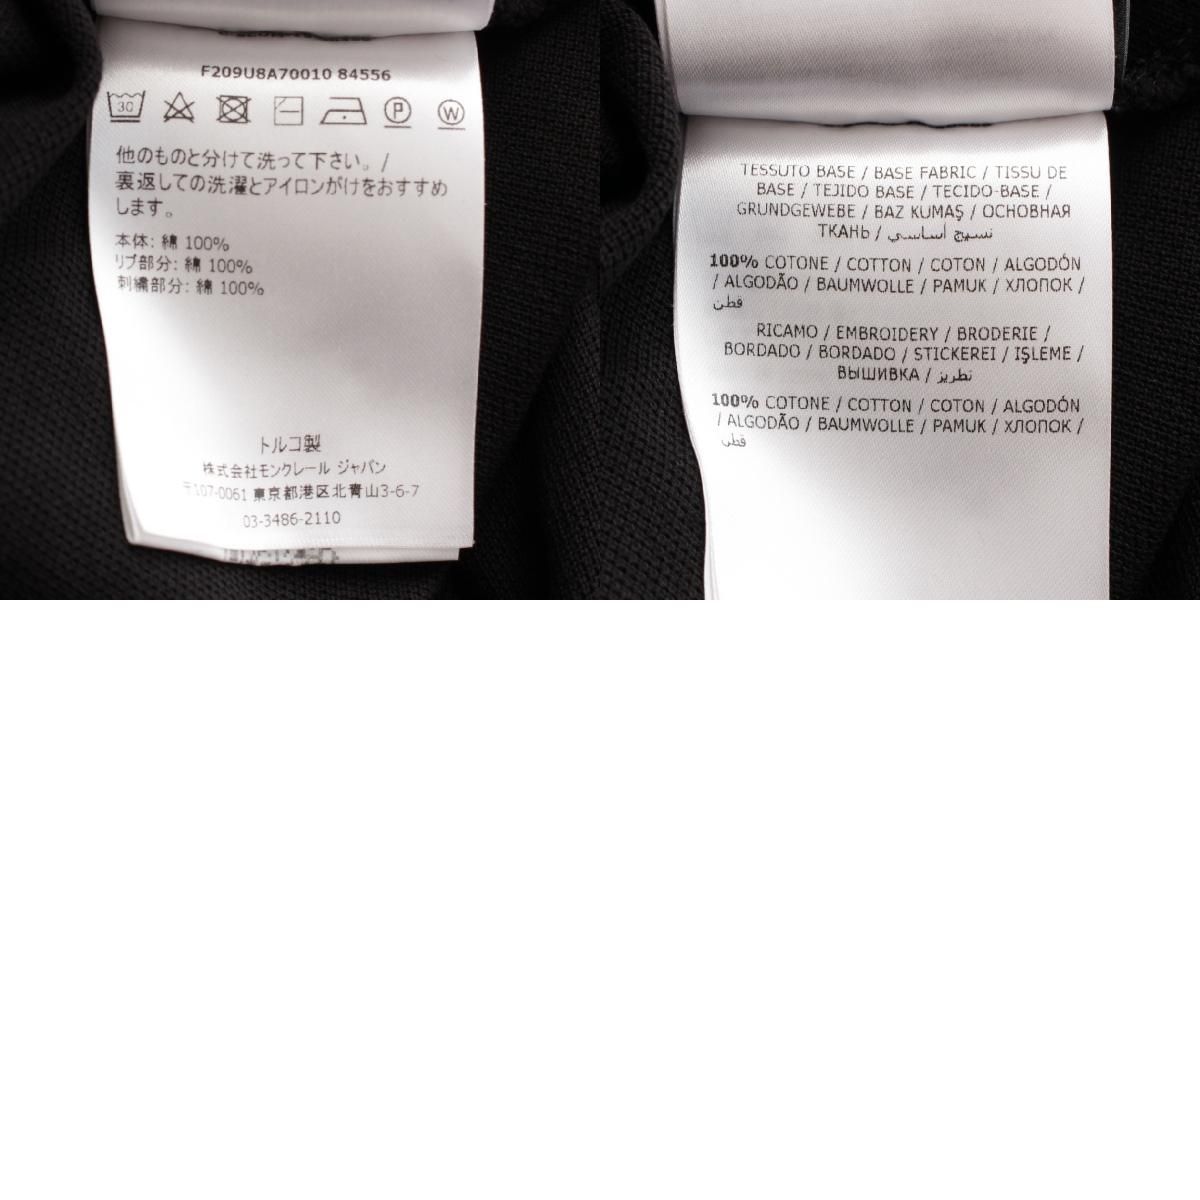 F209U8A70010 84556
30
P
W
他のものと分けて洗って下さい。/
裏返しての洗濯とアイロンがけをおすすめ
します。
本体: 綿 100%
リブ部分: 綿 100%
刺繍部分: 綿 100%
トルコ製
株式会社モンクレール ジャパン
〒107-0061 東京都港区北青山3-6-7
03-3486-2110
TESSUTO BASE / BASE FABRIC / TISSU DE
BASE / TEJIDO BASE / TECIDO-BASE /
GRUNDGEWEBE / BAZ KUMAŞ / ОСНОВНАЯ
ТКАНЬ / نسيج أساسي
100% COTONE / COTTON / COTON / ALGODÓN
/ ALGODÃO / BAUMWOLLE / PAMUK / ХЛОПОК /
قطن
RICAMO / EMBROIDERY / BRODERIE /
BORDADO / BORDADO / STICKEREI / IŞLEME /
ВЫШИВКА / تطريز
100% COTONE / COTTON / COTON / ALGODÓN
/ ALGODÃO / BAUMWOLLE / PAMUK / ХЛОПОК /
قطن